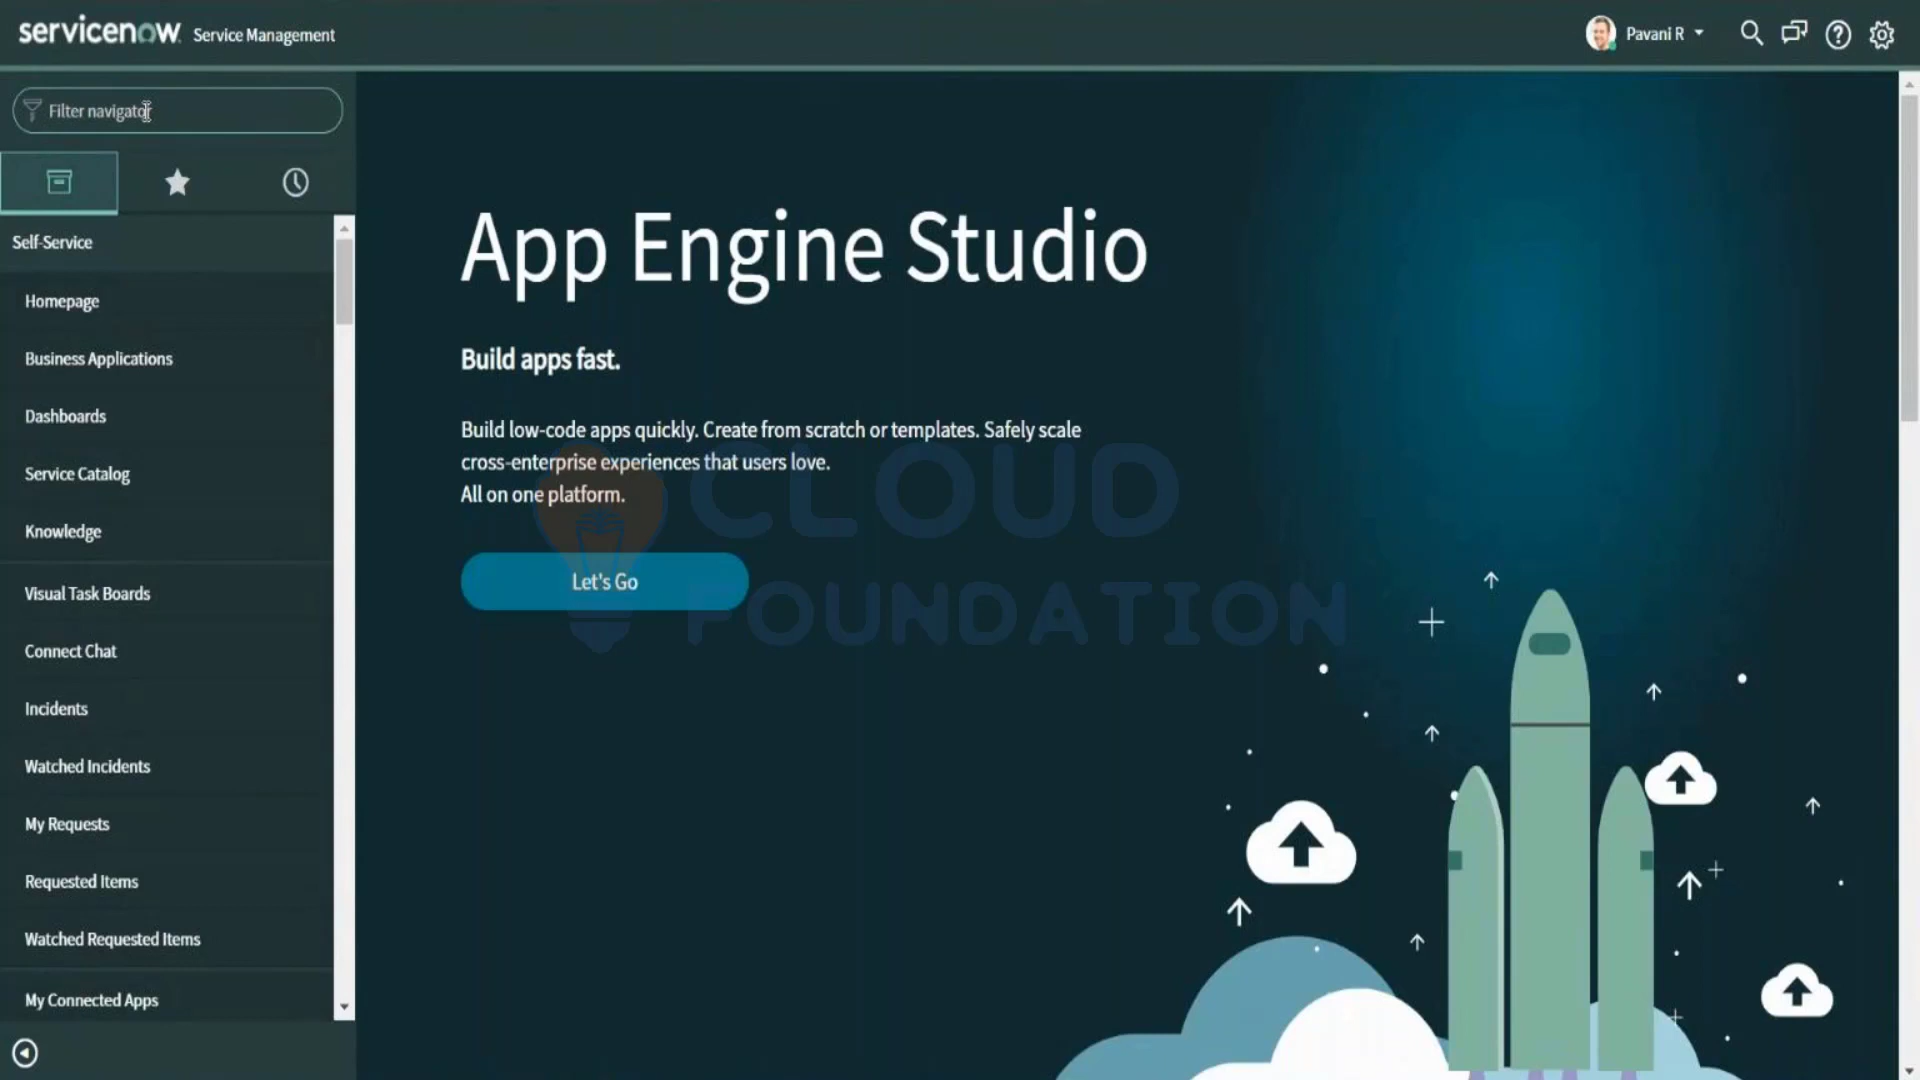 servicenow Service Management
Pavani R
Filter navigator
Self-Service
Homepage
Business Applications
Dashboards
Service Catalog
Knowledge
Visual Task Boards
Connect Chat
Incidents
Watched Incidents
My Requests
Requested Items
Watched Requested Items
My Connected Apps
App Engine Studio
Build apps fast.
Build low-code apps quickly. Create from scratch or templates. Safely scale
cross-enterprise experiences that users love.
All on one platform.
Let's Go
CLOUD
FOUNDATION